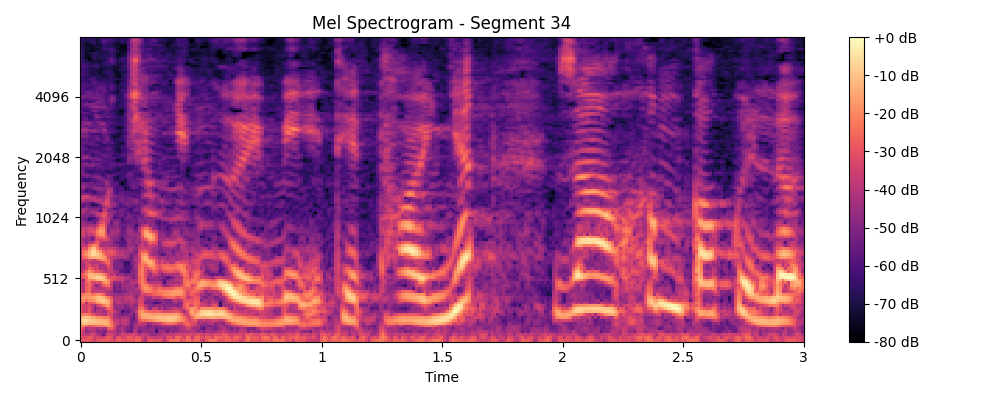 Mel Spectrogram - Segment 34
+0 dB
-10 dB
-20 dB
-30 dB
-40 dB
-50 dB
-60 dB
-70 dB
-80 dB
Frequency
4096
2048
1024
512
0
0 0.5 1 1.5 2 2.5 3
Time